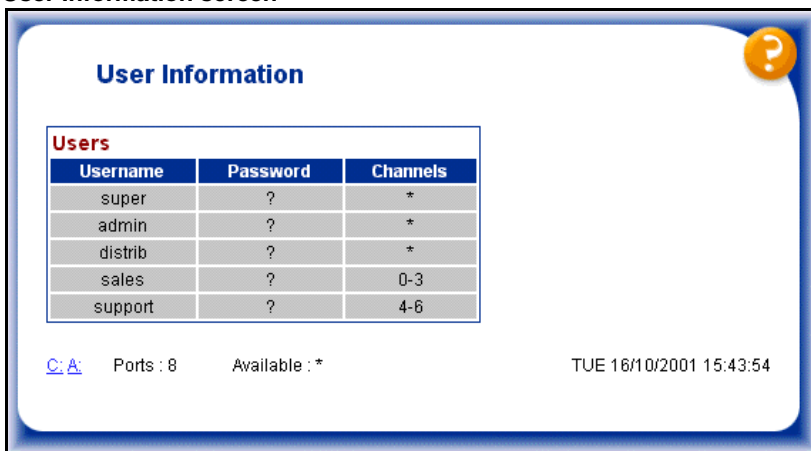 User Information
Users
Username Password Channels
super ? *
admin ? *
distrib ? *
sales ? 0-3
support ? 4-6
C: A: Ports : 8 Available : * TUE 16/10/2001 15:43:54
?